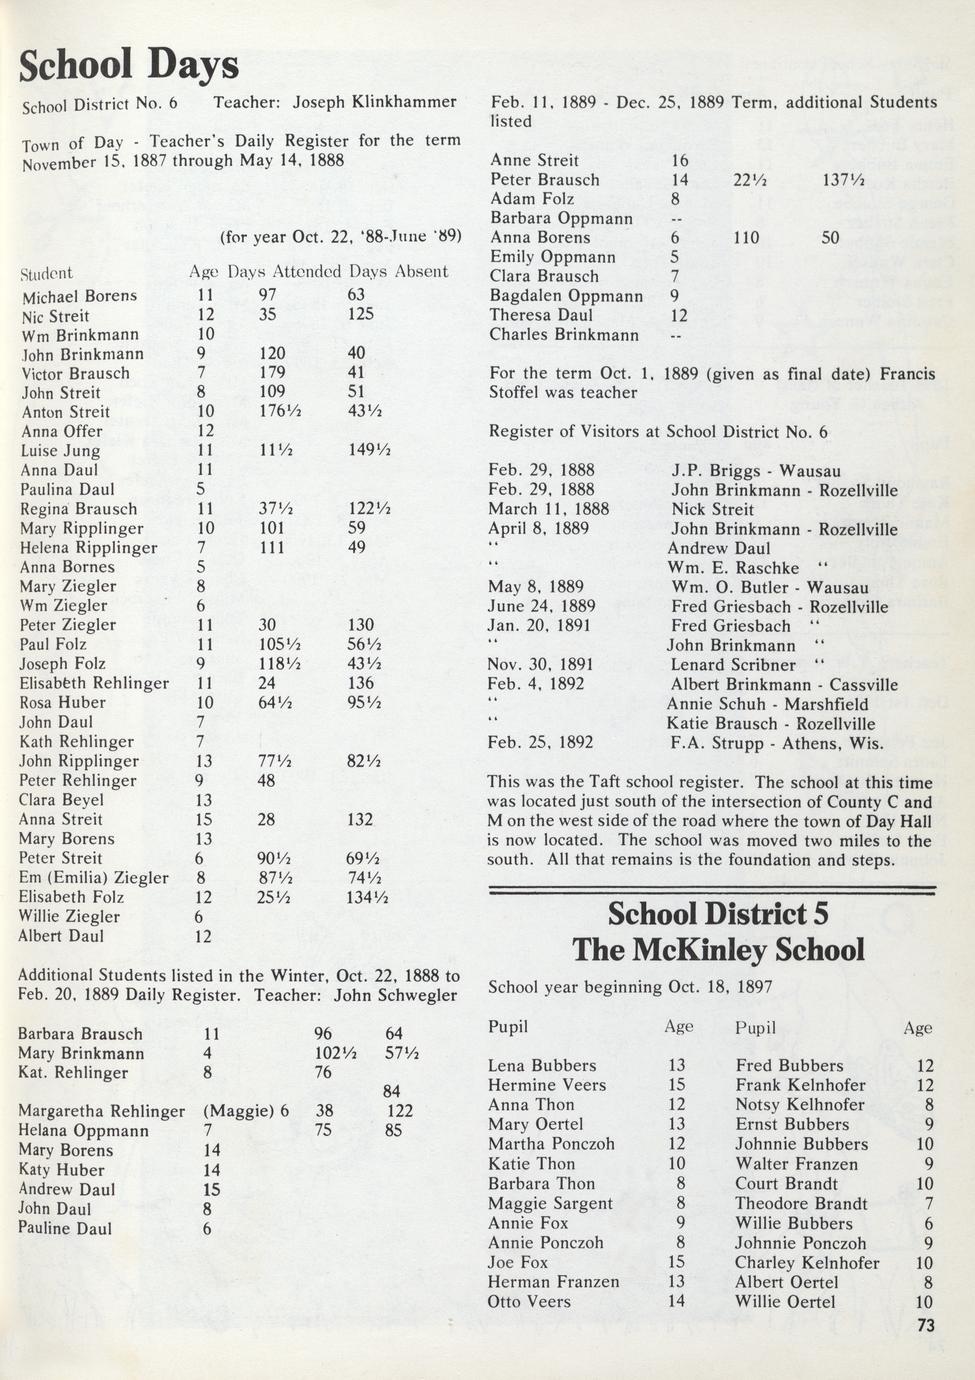 School Days
School District No. 6 Teacher: Joseph Klinkhammer
Town of Day - Teacher's Daily Register for the term
November 15, 1887 through May 14, 1888
(for year Oct. 22, '88-June '89)
Student Age Days Attended Days Absent
Michael Borens 11 97 63
Nic Streit 12 35 125
Wm Brinkmann 10
John Brinkmann 9 120 40
Victor Brausch 7 179 41
John Streit 8 109 51
Anton Streit 10 176½ 43½
Anna Offer 12
Luise Jung 11 11½ 149½
Anna Daul 11
Paulina Daul 5
Regina Brausch 11 37½ 122½
Mary Ripplinger 10 101 59
Helena Ripplinger 7 111 49
Anna Bornes 5
Mary Ziegler 8
Wm Ziegler 6
Peter Ziegler 11 30 130
Paul Folz 11 105½ 56½
Joseph Folz 9 118½ 43½
Elisabeth Rehlinger 11 24 136
Rosa Huber 10 64½ 95½
John Daul 7
Kath Rehlinger 7
John Ripplinger 13 77½ 82½
Peter Rehlinger 9 48
Clara Beyel 13
Anna Streit 15 28 132
Mary Borens 13
Peter Streit 6 90½ 69½
Em (Emilia) Ziegler 8 87½ 74½
Elisabeth Folz 12 25½ 134½
Willie Ziegler 6
Albert Daul 12
Additional Students listed in the Winter, Oct. 22, 1888 to
Feb. 20, 1889 Daily Register. Teacher: John Schwegler
Barbara Brausch 11 96 64
Mary Brinkmann 4 102½ 57½
Kat. Rehlinger 8 76
84
Margaretha Rehlinger (Maggie) 6 38 122
Helana Oppmann 7 75 85
Mary Borens 14
Katy Huber 14
Andrew Daul 15
John Daul 8
Pauline Daul 6
Feb. 11, 1889 - Dec. 25, 1889 Term, additional Students
listed
Anne Streit 16
Peter Brausch 14 22½ 137½
Adam Folz 8
Barbara Oppmann --
Anna Borens 6 110 50
Emily Oppmann 5
Clara Brausch 7
Bagdalen Oppmann 9
Theresa Daul 12
Charles Brinkmann --
For the term Oct. 1, 1889 (given as final date) Francis
Stoffel was teacher
Register of Visitors at School District No. 6
Feb. 29, 1888 J.P. Briggs - Wausau
Feb. 29, 1888 John Brinkmann - Rozellville
March 11, 1888 Nick Streit
April 8, 1889 John Brinkmann - Rozellville
“ Andrew Daul
“ Wm. E. Raschke “
May 8, 1889 Wm. O. Butler - Wausau
June 24, 1889 Fred Griesbach - Rozellville
Jan. 20, 1891 Fred Griesbach “
“ John Brinkmann “
Nov. 30, 1891 Lenard Scribner “
Feb. 4, 1892 Albert Brinkmann - Cassville
“ Annie Schuh - Marshfield
“ Katie Brausch - Rozellville
Feb. 25, 1892 F.A. Strupp - Athens, Wis.
This was the Taft school register. The school at this time
was located just south of the intersection of County C and
M on the west side of the road where the town of Day Hall
is now located. The school was moved two miles to the
south. All that remains is the foundation and steps.
School District 5
The McKinley School
School year beginning Oct. 18, 1897
Pupil Age Pupil Age
Lena Bubbers 13 Fred Bubbers 12
Hermine Veers 15 Frank Kelnhofer 12
Anna Thon 12 Notsy Kelhnofer 8
Mary Oertel 13 Ernst Bubbers 9
Martha Ponczoh 12 Johnnie Bubbers 10
Katie Thon 10 Walter Franzen 9
Barbara Thon 8 Court Brandt 10
Maggie Sargent 8 Theodore Brandt 7
Annie Fox 9 Willie Bubbers 6
Annie Ponczoh 8 Johnnie Ponczoh 9
Joe Fox 15 Charley Kelnhofer 10
Herman Franzen 13 Albert Oertel 8
Otto Veers 14 Willie Oertel 10
73